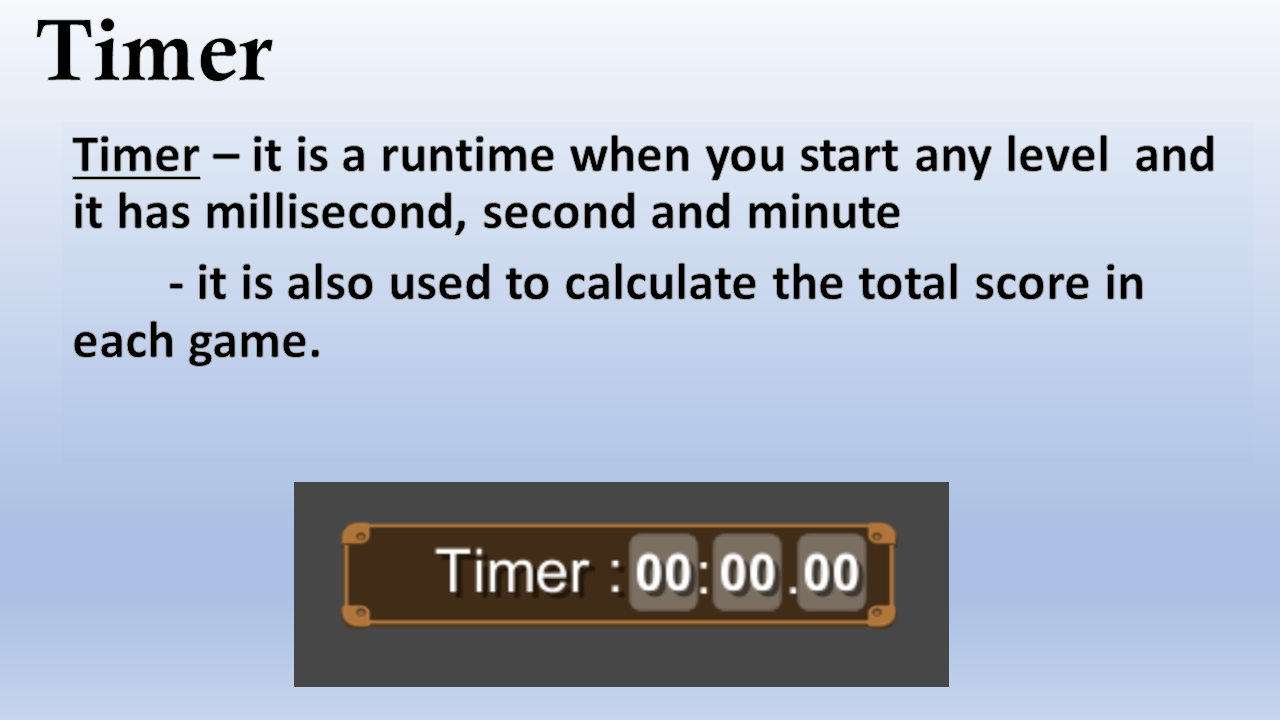 Timer
Timer – it is a runtime when you start any level  and
it has millisecond, second and minute
- it is also used to calculate the total score in
each game.
Timer : 00:00.00